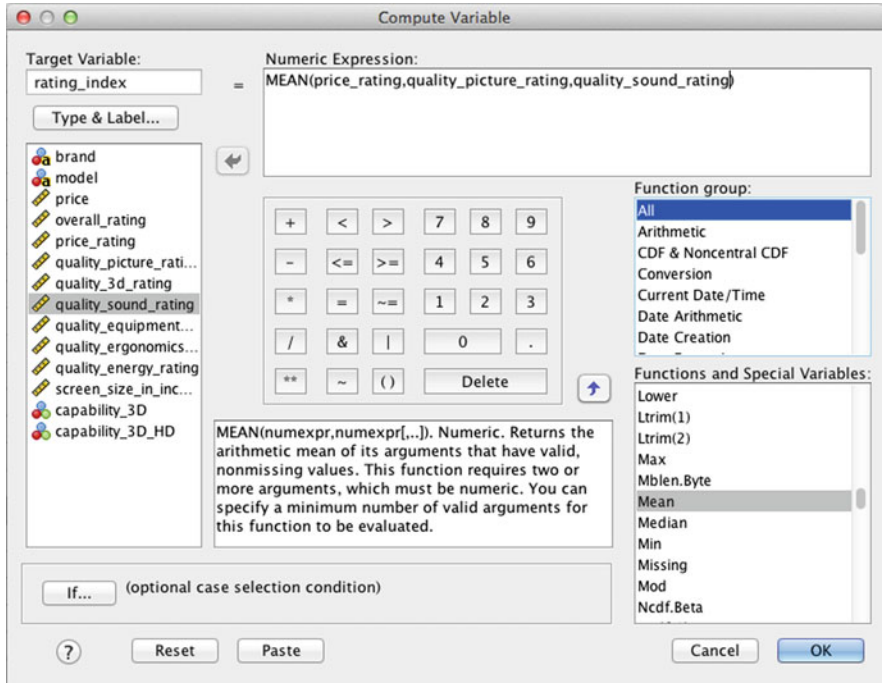 Compute Variable
Target Variable:
rating_index
=
Numeric Expression:
MEAN(price_rating,quality_picture_rating,quality_sound_rating)
Type & Label...
brand
model
price
overall_rating
price_rating
quality_picture_rati...
quality_3d_rating
quality_sound_rating
quality_equipment...
quality_ergonomics...
quality_energy_rating
screen_size_in_inc...
capability_3D
capability_3D_HD
+ < > 7 8 9
- <= >= 4 5 6
* = ~= 1 2 3
/ & | 0 .
** ~ () Delete
Function group:
All
Arithmetic
CDF & Noncentral CDF
Conversion
Current Date/Time
Date Arithmetic
Date Creation
Functions and Special Variables:
Lower
Ltrim(1)
Ltrim(2)
Max
Mblen.Byte
Mean
Median
Min
Missing
Mod
Ncdf.Beta
MEAN(numexpr,numexpr[,..]). Numeric. Returns the
arithmetic mean of its arguments that have valid,
nonmissing values. This function requires two or
more arguments, which must be numeric. You can
specify a minimum number of valid arguments for
this function to be evaluated.
If...
(optional case selection condition)
?
Reset
Paste
Cancel
OK